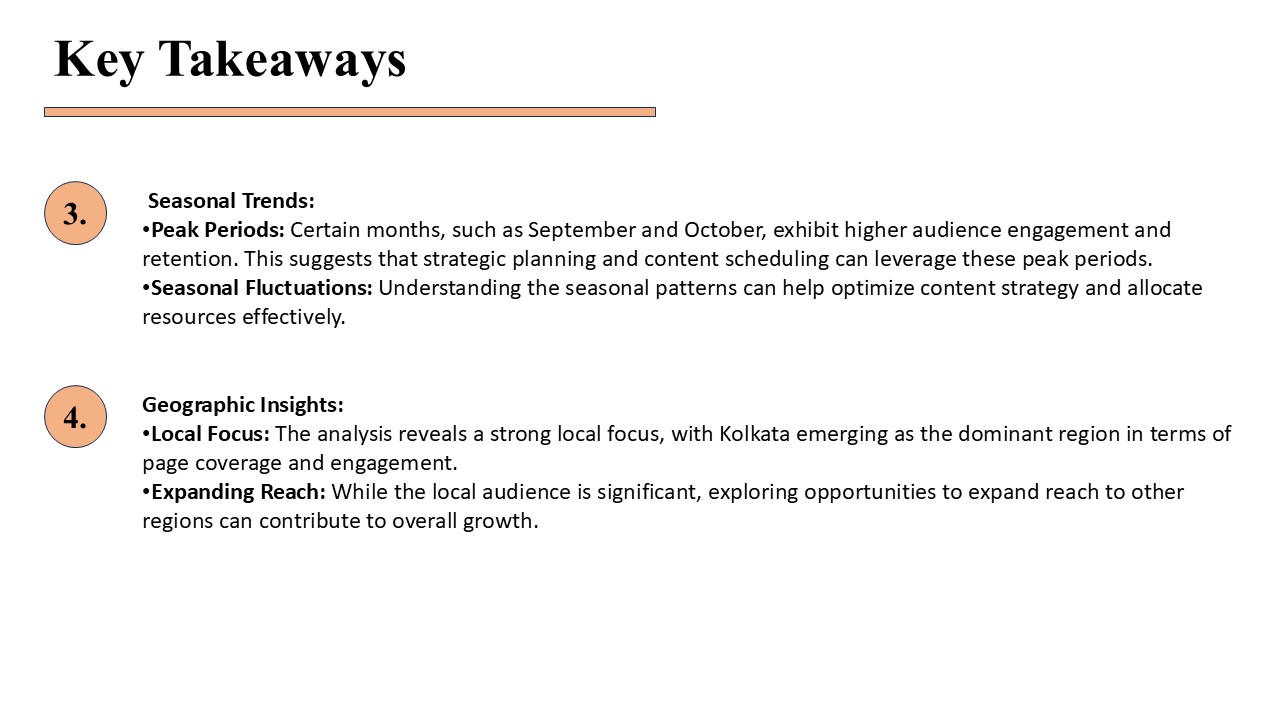 Key Takeaways
3.
Seasonal Trends:
•Peak Periods: Certain months, such as September and October, exhibit higher audience engagement and
retention. This suggests that strategic planning and content scheduling can leverage these peak periods.
•Seasonal Fluctuations: Understanding the seasonal patterns can help optimize content strategy and allocate
resources effectively.
4.
Geographic Insights:
•Local Focus: The analysis reveals a strong local focus, with Kolkata emerging as the dominant region in terms of
page coverage and engagement.
•Expanding Reach: While the local audience is significant, exploring opportunities to expand reach to other
regions can contribute to overall growth.